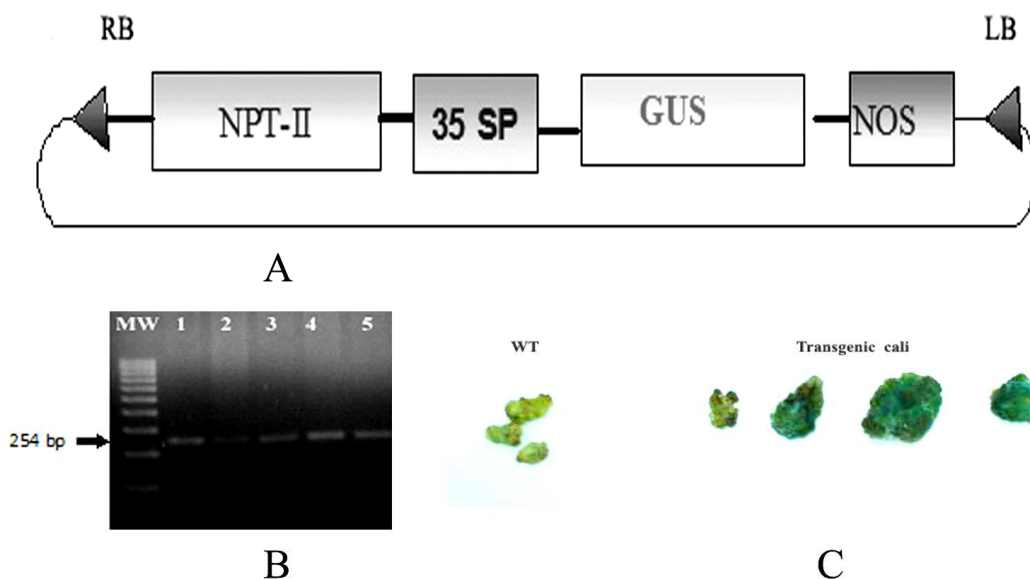 RB
LB
NPT-II
35 SP
GUS
NOS
A
MW 1 2 3 4 5
254 bp
B
WT
Transgenic cali
C